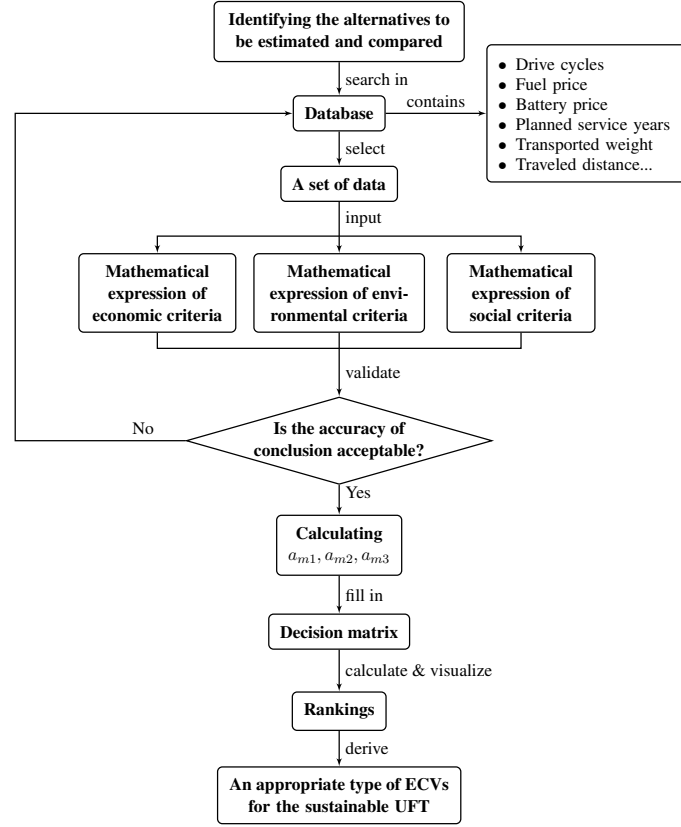 Identifying the alternatives to
be estimated and compared
search in
Database
contains
• Drive cycles
• Fuel price
• Battery price
• Planned service years
• Transported weight
• Traveled distance...
select
A set of data
input
Mathematical
expression of
economic criteria
Mathematical
expression of envi-
ronmental criteria
Mathematical
expression of
social criteria
validate
Is the accuracy of
conclusion acceptable?
No
Yes
Calculating
a_{m1}, a_{m2}, a_{m3}
fill in
Decision matrix
calculate & visualize
Rankings
derive
An appropriate type of ECVs
for the sustainable UFT